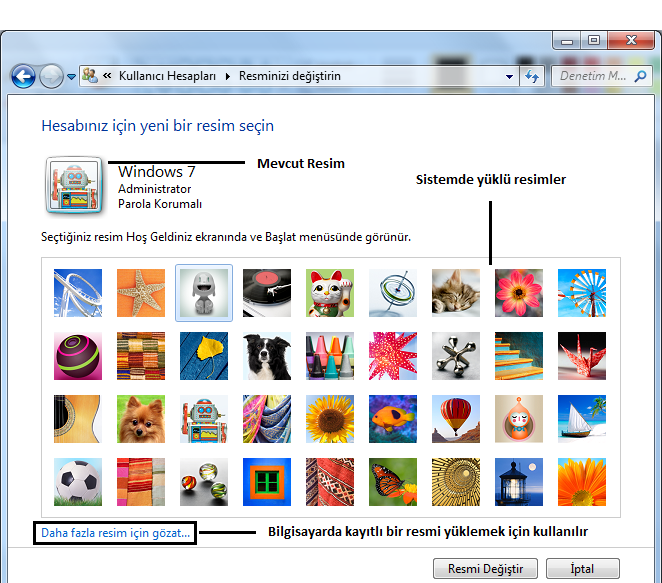 Kullanıcı Hesapları
Resminizi değiştirin
Denetim M...
Hesabınız için yeni bir resim seçin
Mevcut Resim
Windows 7
Administrator
Parola Korumalı
Sistemde yüklü resimler
Seçtiğiniz resim Hoş Geldiniz ekranında ve Başlat menüsünde görünür.
Daha fazla resim için gözat...
Bilgisayarda kayıtlı bir resmi yüklemek için kullanılır
Resmi Değiştir
İptal